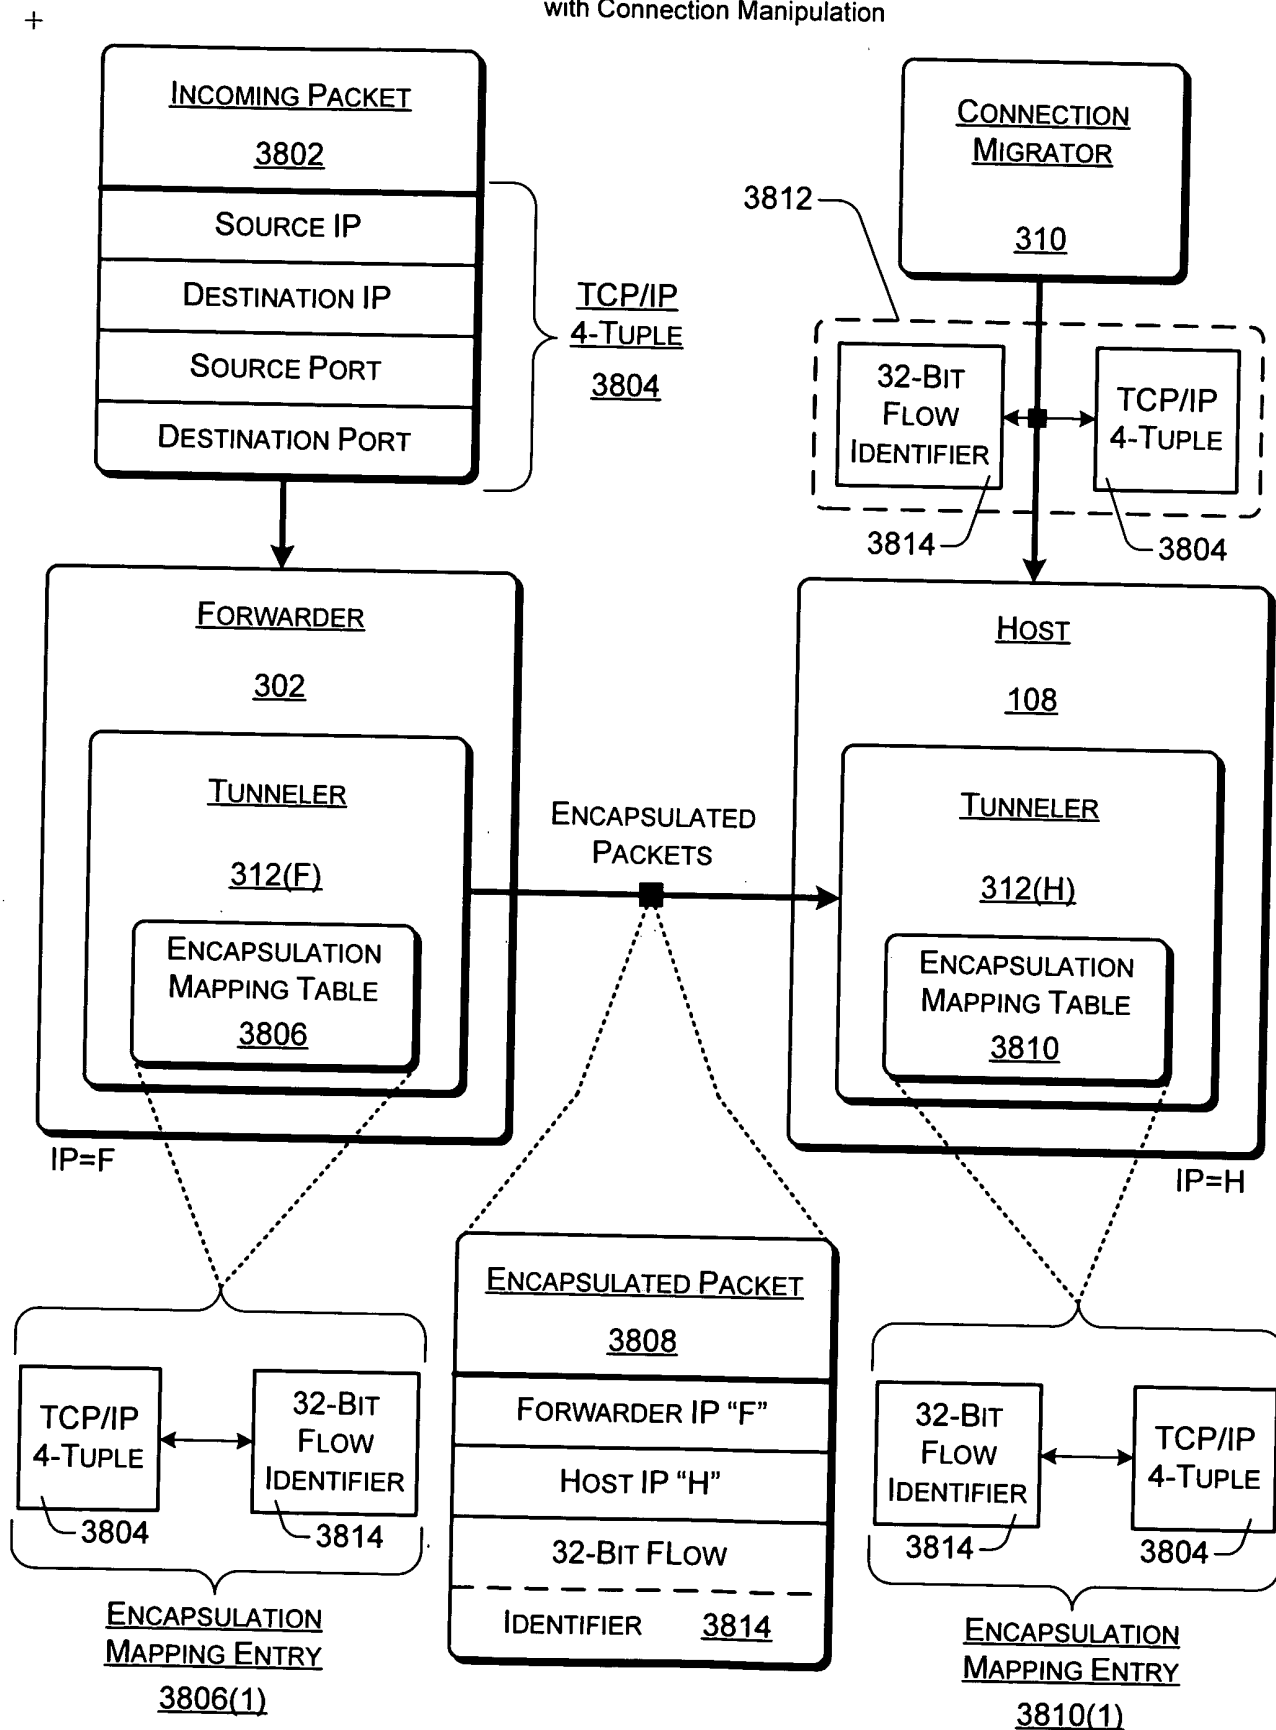 with Connection Manipulation
+
INCOMING PACKET
3802
SOURCE IP
DESTINATION IP
SOURCE PORT
DESTINATION PORT
TCP/IP
4-TUPLE
3804
CONNECTION
MIGRATOR
310
3812
32-BIT
FLOW
IDENTIFIER
TCP/IP
4-TUPLE
3814
3804
FORWARDER
302
TUNNELER
312(F)
ENCAPSULATION
MAPPING TABLE
3806
IP=F
ENCAPSULATED
PACKETS
HOST
108
TUNNELER
312(H)
ENCAPSULATION
MAPPING TABLE
3810
IP=H
TCP/IP
4-TUPLE
3804
32-BIT
FLOW
IDENTIFIER
3814
ENCAPSULATION
MAPPING ENTRY
3806(1)
ENCAPSULATED PACKET
3808
FORWARDER IP “F”
HOST IP “H”
32-BIT FLOW
IDENTIFIER 3814
32-BIT
FLOW
IDENTIFIER
3814
TCP/IP
4-TUPLE
3804
ENCAPSULATION
MAPPING ENTRY
3810(1)